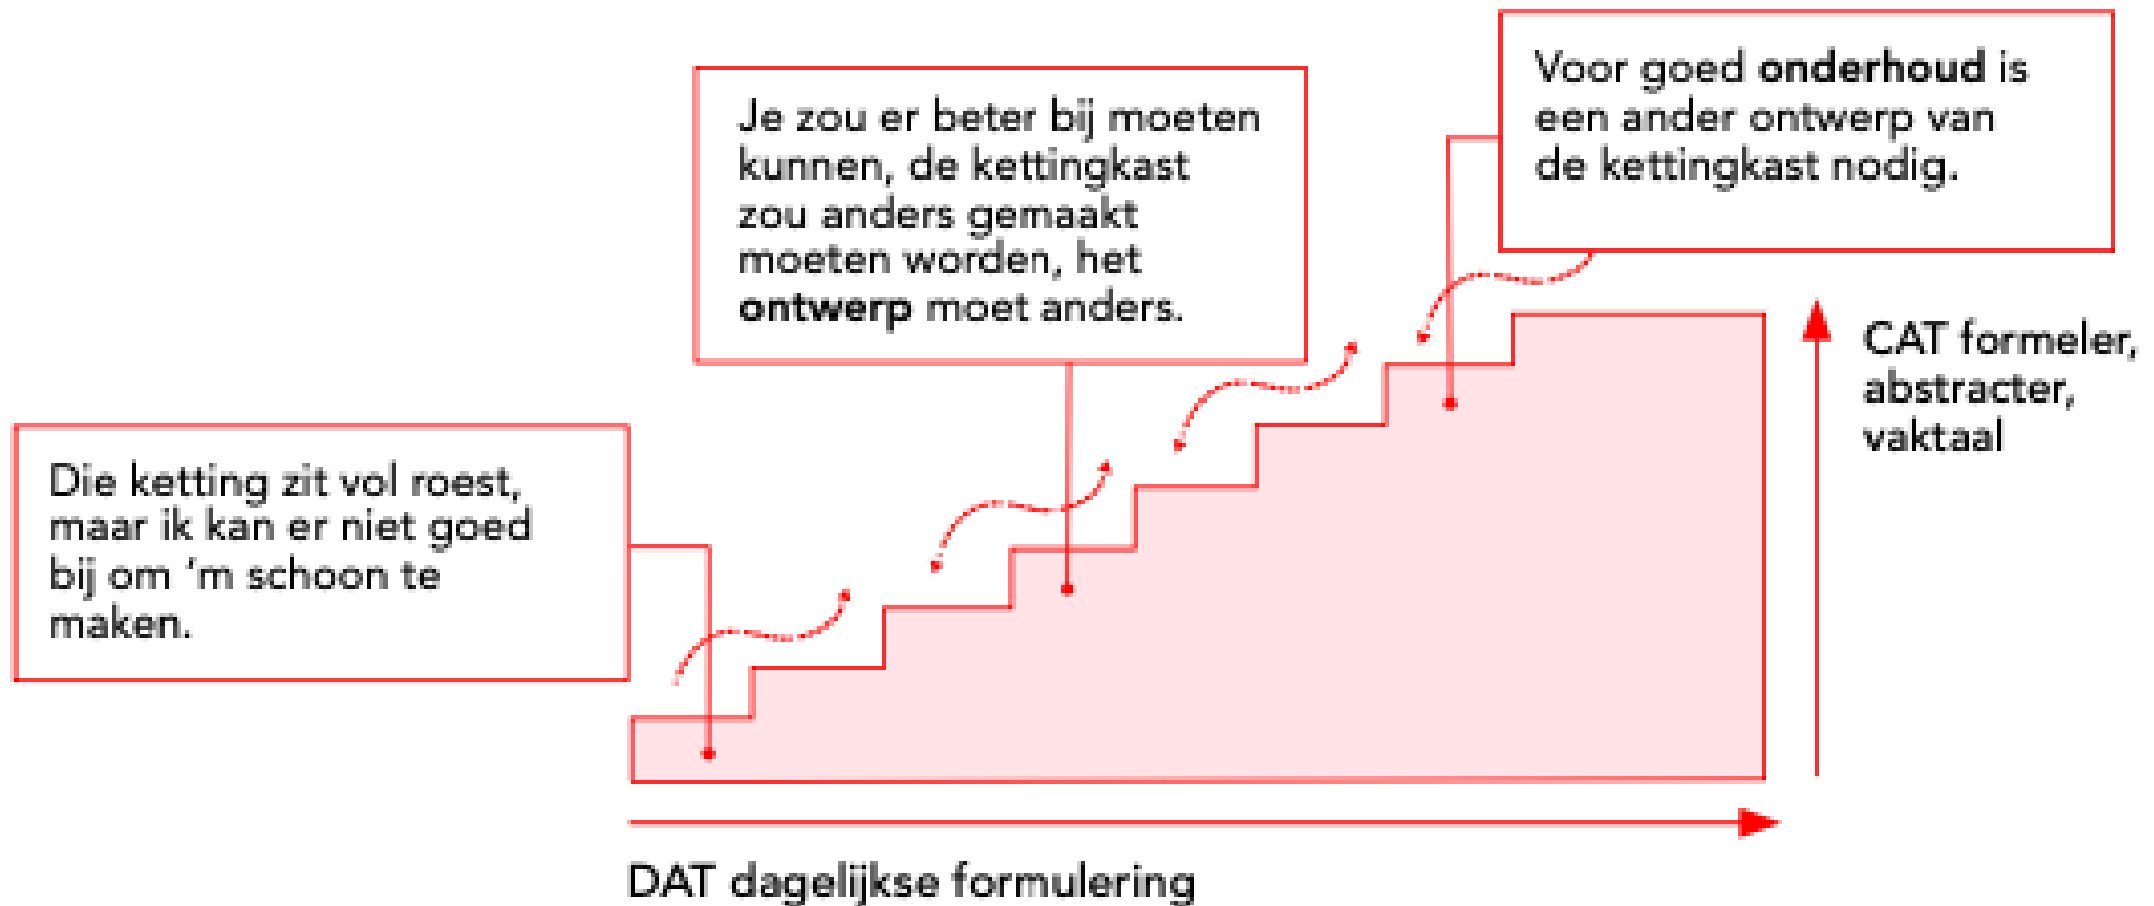 Voor goed onderhoud is
een ander ontwerp van
de kettingkast nodig.
Je zou er beter bij moeten
kunnen, de kettingkast
zou anders gemaakt
moeten worden, het
ontwerp moet anders.
Die ketting zit vol roest,
maar ik kan er niet goed
bij om ‘m schoon te
maken.
CAT formeler,
abstracter,
vaktaal
DAT dagelijkse formulering